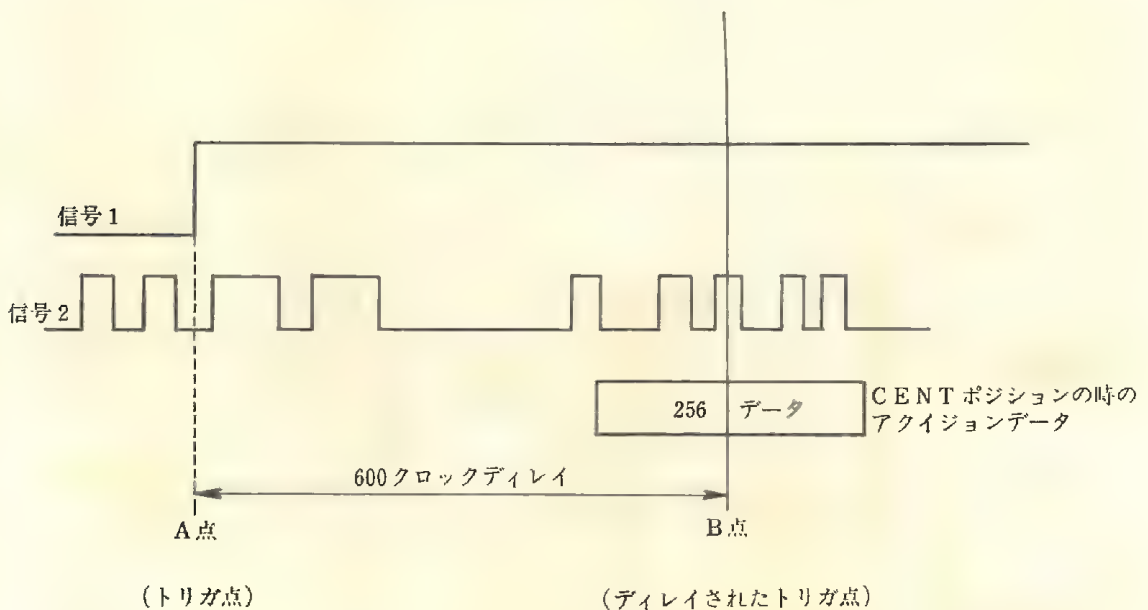 信号1
信号2
256 データ
CENTポジションの時の
アクイジョンデータ
600クロックディレイ
A点
B点
(トリガ点)
(ディレイされたトリガ点)